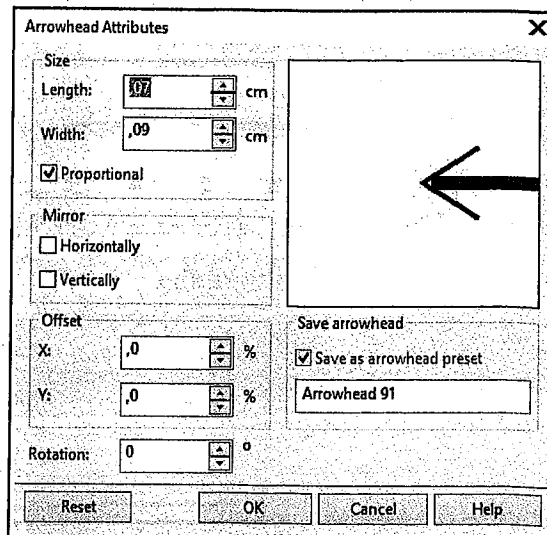 Arrowhead Attributes
Size
Length: ,07 cm
Width: ,09 cm
Proportional
Mirror
Horizontally
Vertically
Offset
X: ,0 %
Y: ,0 %
Save arrowhead
Save as arrowhead preset
Arrowhead 91
Rotation: 0 °
Reset OK Cancel Help